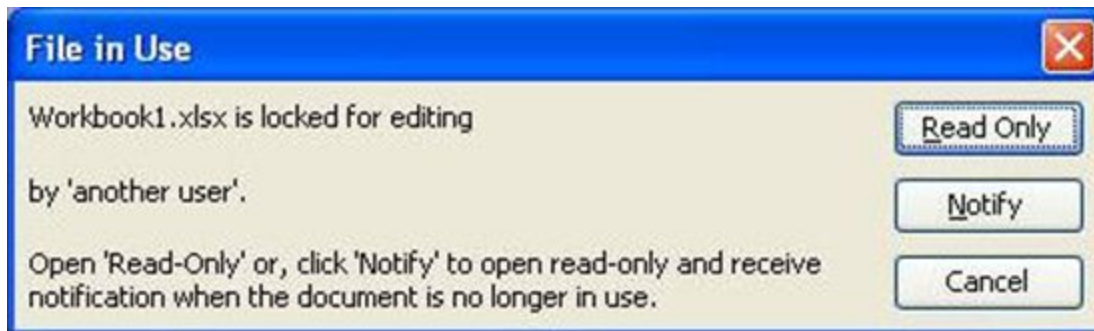 File in Use
Workbook1.xlsx is locked for editing
Read Only
by 'another user'.
Notify
Open 'Read-Only' or, click 'Notify' to open read-only and receive
notification when the document is no longer in use.
Cancel